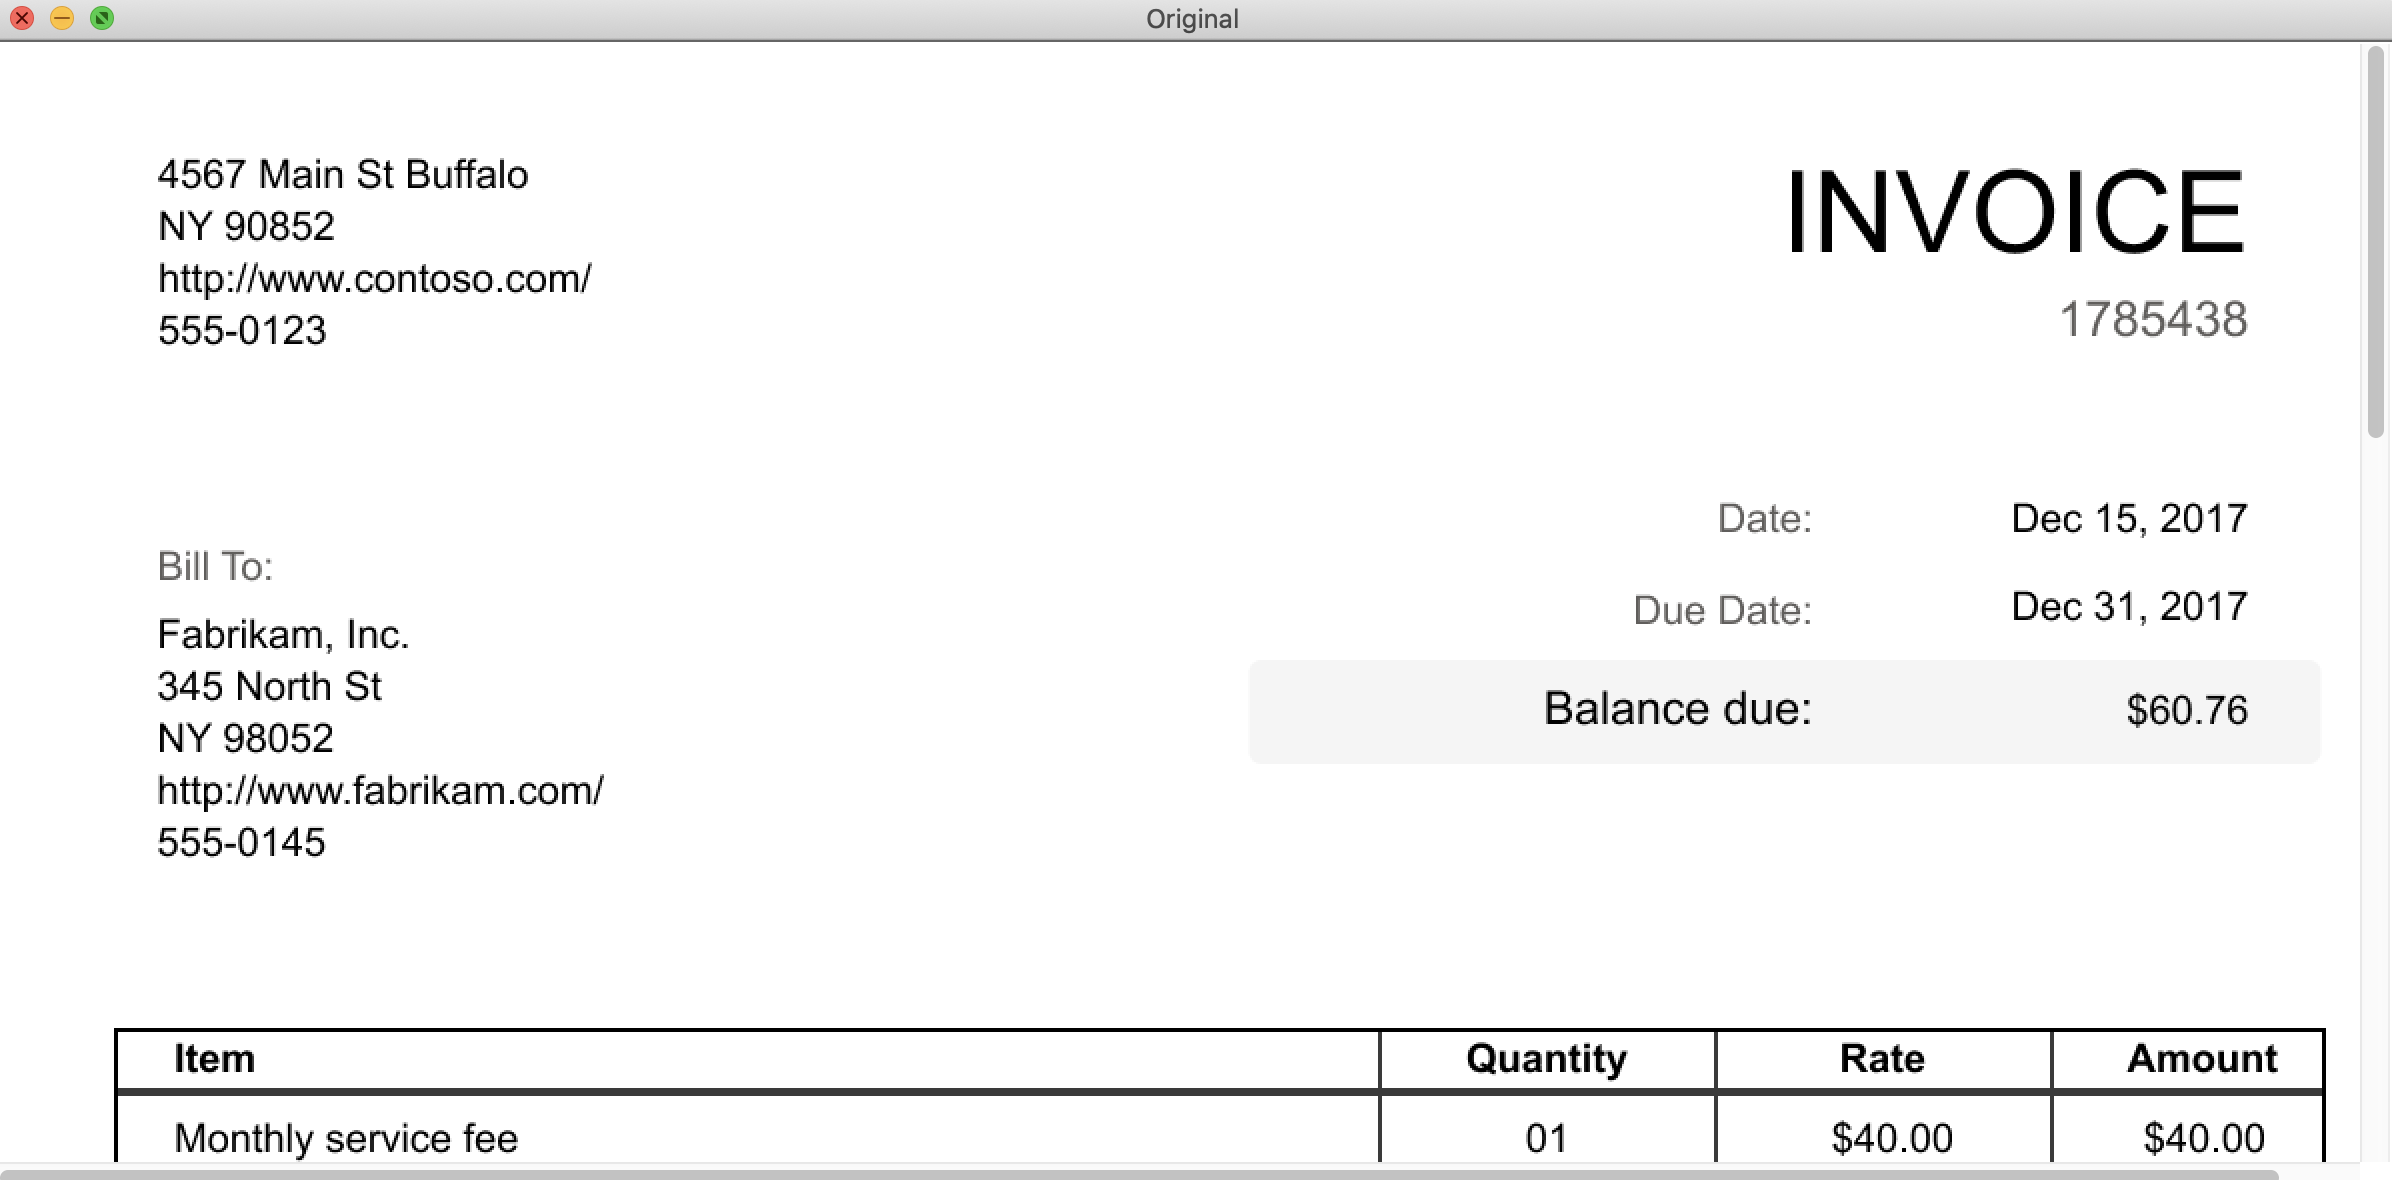 Original
4567 Main St Buffalo
NY 90852
http://www.contoso.com/
555-0123
INVOICE
1785438
Date: Dec 15, 2017
Due Date: Dec 31, 2017
Balance due: $60.76
Bill To:
Fabrikam, Inc.
345 North St
NY 98052
http://www.fabrikam.com/
555-0145
Item Quantity Rate Amount
Monthly service fee 01 $40.00 $40.00